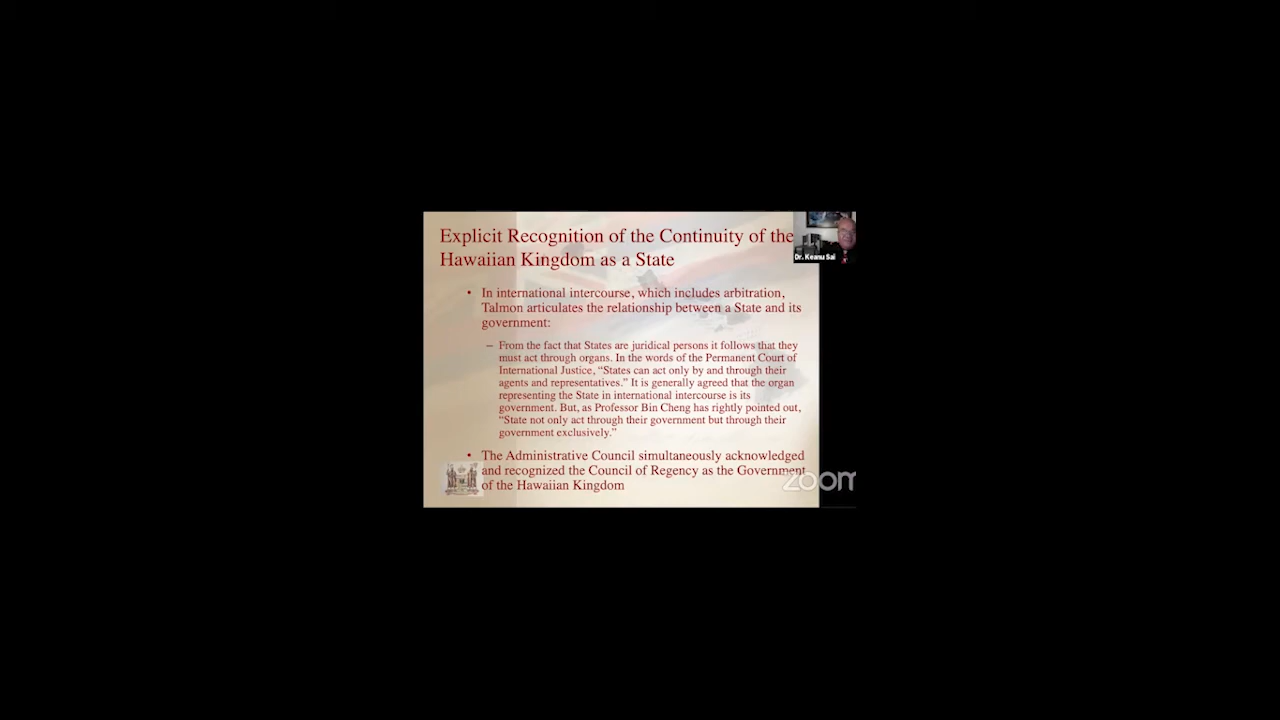 Explicit Recognition of the Continuity of the
Hawaiian Kingdom as a State
Dr. Keanu Sai
• In international intercourse, which includes arbitration,
Talmon articulates the relationship between a State and its
government:
– From the fact that States are juridical persons it follows that they
must act through organs. In the words of the Permanent Court of
International Justice, “States can act only by and through their
agents and representatives.” It is generally agreed that the organ
representing the State in international intercourse is its
government. But, as Professor Bin Cheng has rightly pointed out,
“State not only act through their government but through their
government exclusively.”
• The Administrative Council simultaneously acknowledged
and recognized the Council of Regency as the Government
of the Hawaiian Kingdom
zoom